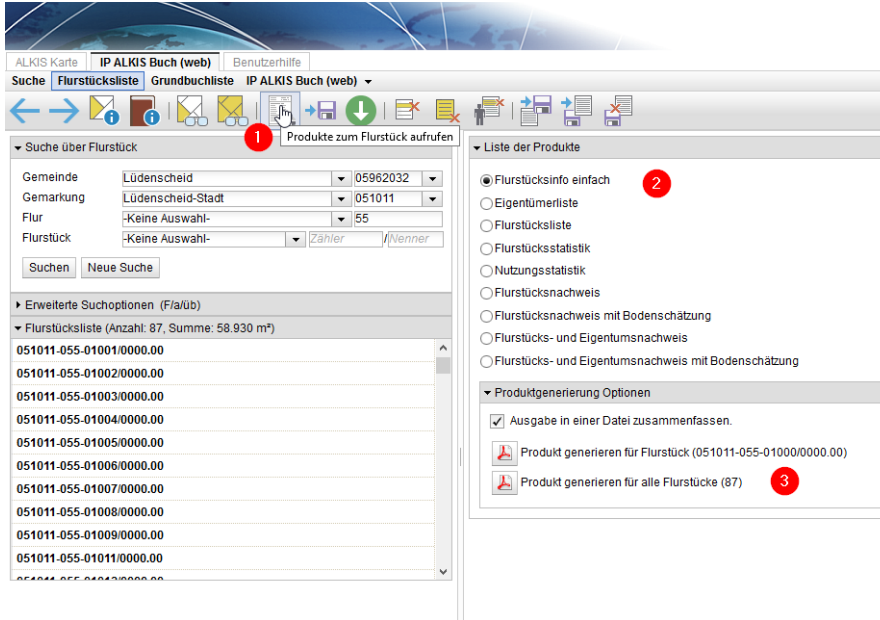 ALKIS Karte IP ALKIS Buch (web) Benutzerhilfe
Suche Flurstücksliste Grundbuchliste IP ALKIS Buch (web)
1
Produkte zum Flurstück aufrufen
Suche über Flurstück
Gemeinde Lüdenscheid 05962032
Gemarkung Lüdenscheid-Stadt 051011
Flur -Keine Auswahl- 55
Flurstück -Keine Auswahl- Zähler / Nenner
Suchen Neue Suche
Erweiterte Suchoptionen (F/a/üb)
Flurstücksliste (Anzahl: 87, Summe: 58.930 m²)
051011-055-01001/0000.00
051011-055-01002/0000.00
051011-055-01003/0000.00
051011-055-01004/0000.00
051011-055-01005/0000.00
051011-055-01006/0000.00
051011-055-01007/0000.00
051011-055-01008/0000.00
051011-055-01009/0000.00
051011-055-01011/0000.00
Liste der Produkte
Flurstücksinfo einfach 2
Eigentümerliste
Flurstücksliste
Flurstücksstatistik
Nutzungsstatistik
Flurstücksnachweis
Flurstücksnachweis mit Bodenschätzung
Flurstücks- und Eigentumsnachweis
Flurstücks- und Eigentumsnachweis mit Bodenschätzung
Produktgenerierung Optionen
Ausgabe in einer Datei zusammenfassen.
Produkt generieren für Flurstück (051011-055-01000/0000.00)
Produkt generieren für alle Flurstücke (87) 3